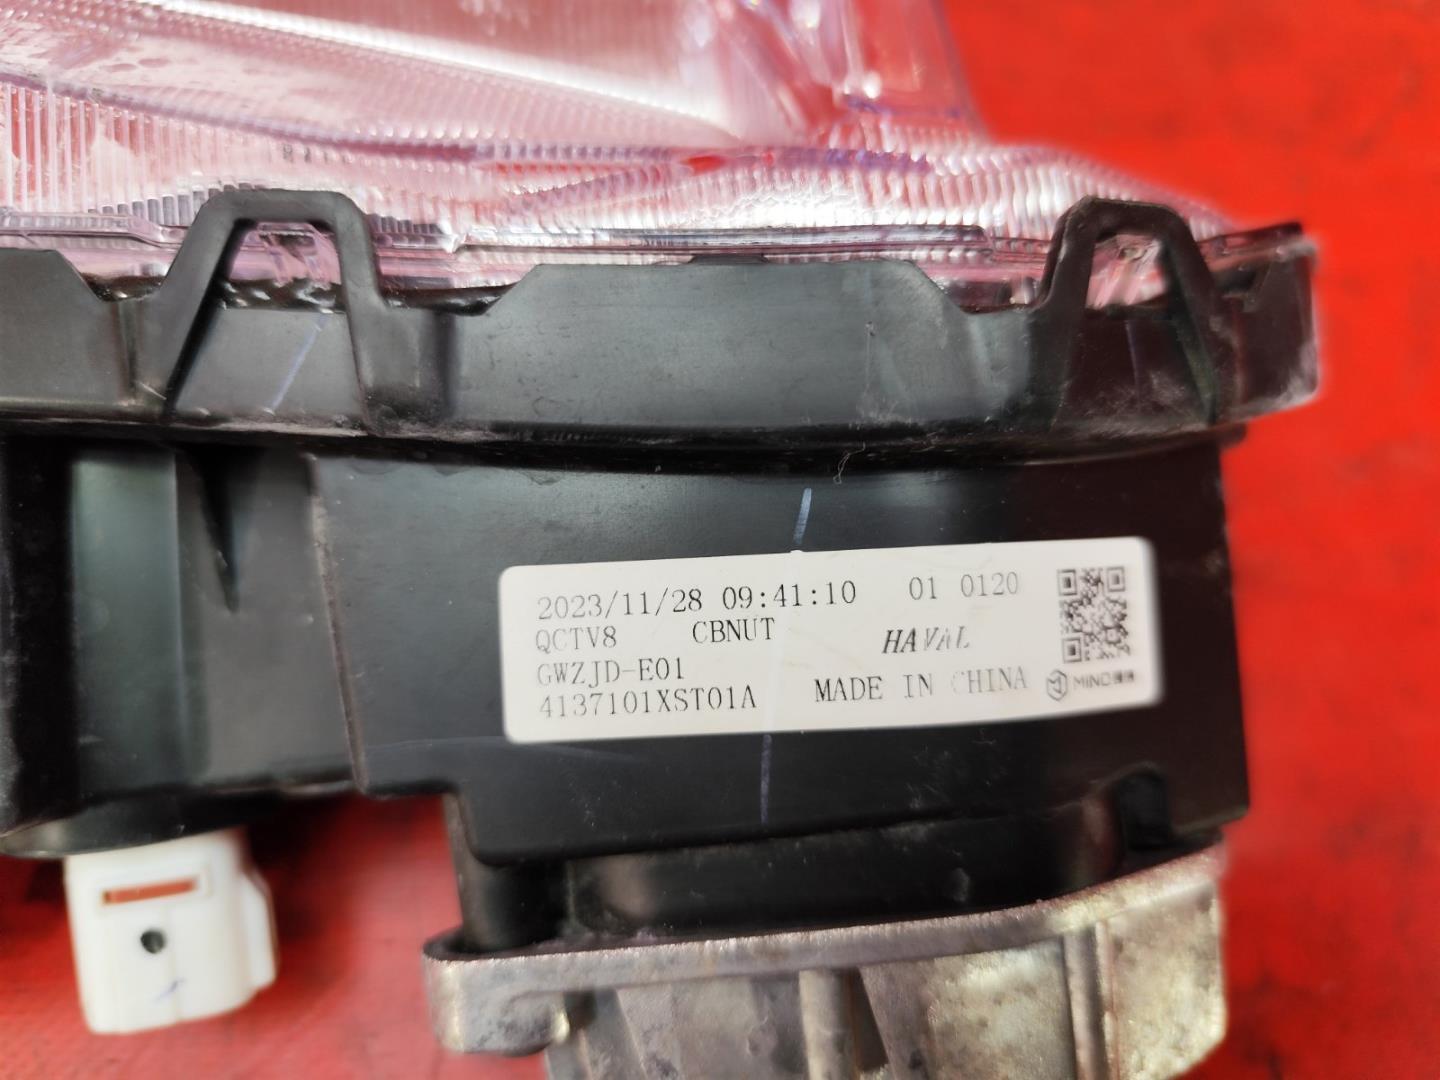 2023/11/28 09:41:10 01 0120
QCTV8 CBNUT HAVAL
GWZJD-E01
4137101XST01A MADE IN CHINA MIND